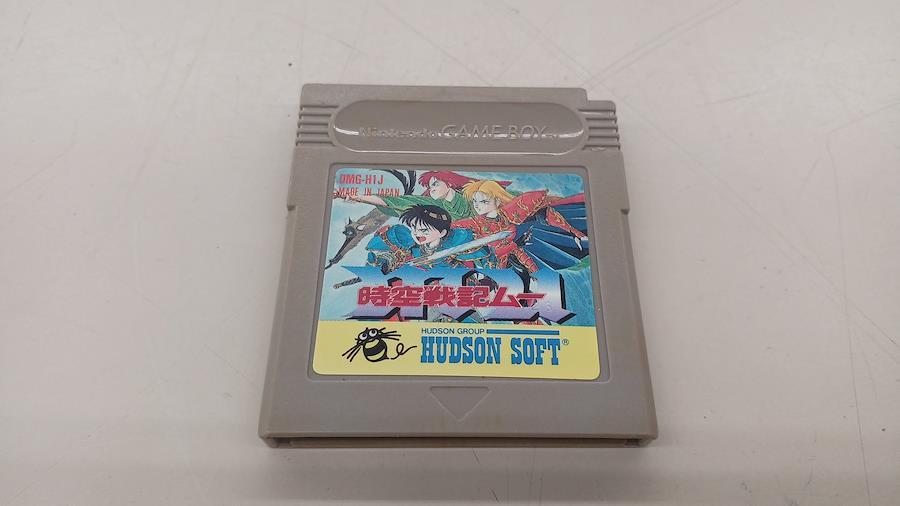 Nintendo GAME BOY
DMG-H1J
MADE IN JAPAN
時空戦記ムー
HUDSON GROUP
HUDSON SOFT®